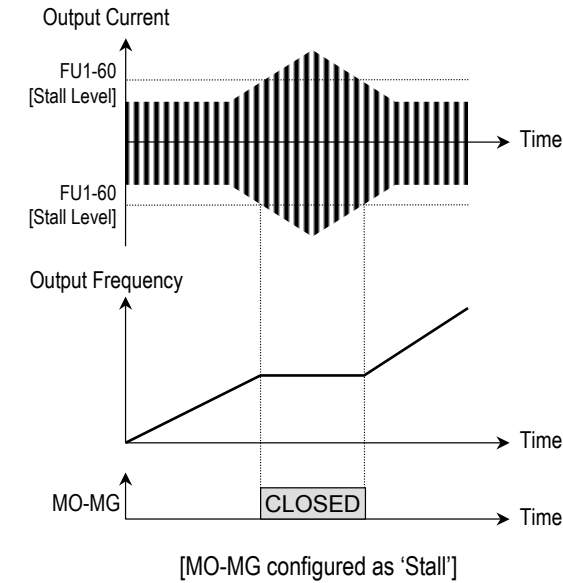 Output Current
FU1-60
[Stall Level]
Time
FU1-60
[Stall Level]
Output Frequency
Time
MO-MG
CLOSED
Time
[MO-MG configured as ‘Stall’]